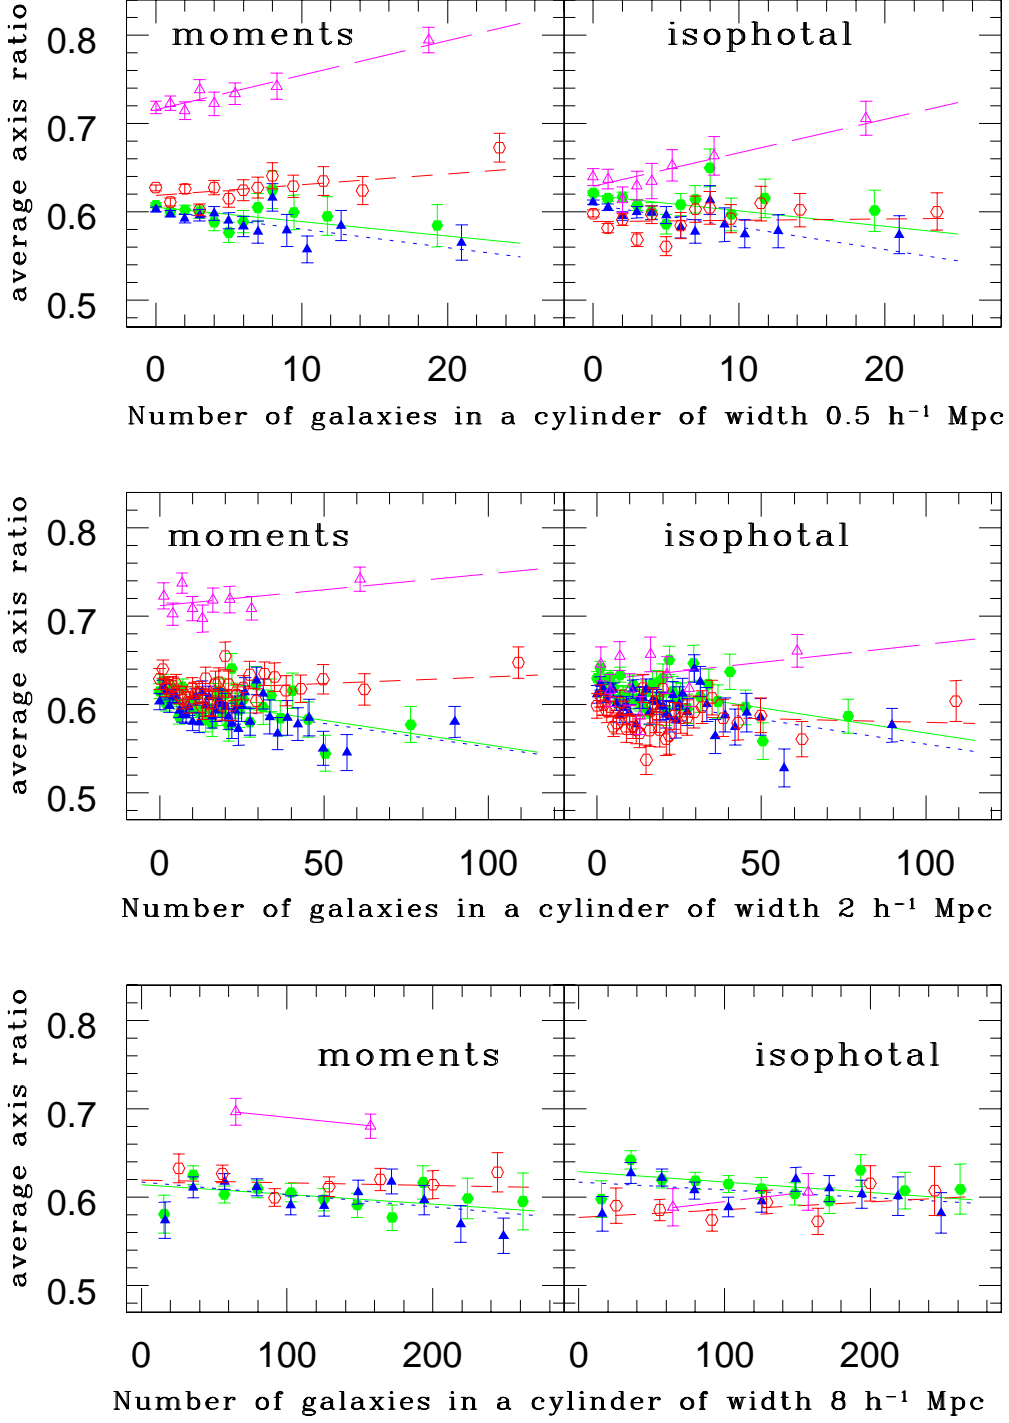 moments isophotal
average axis ratio
0.8
0.7
0.6
0.5
0 10 20 0 10 20
Number of galaxies in a cylinder of width 0.5 h⁻¹ Mpc
moments isophotal
average axis ratio
0.8
0.7
0.6
0.5
0 50 100 0 50 100
Number of galaxies in a cylinder of width 2 h⁻¹ Mpc
moments isophotal
average axis ratio
0.8
0.7
0.6
0.5
0 100 200 0 100 200
Number of galaxies in a cylinder of width 8 h⁻¹ Mpc